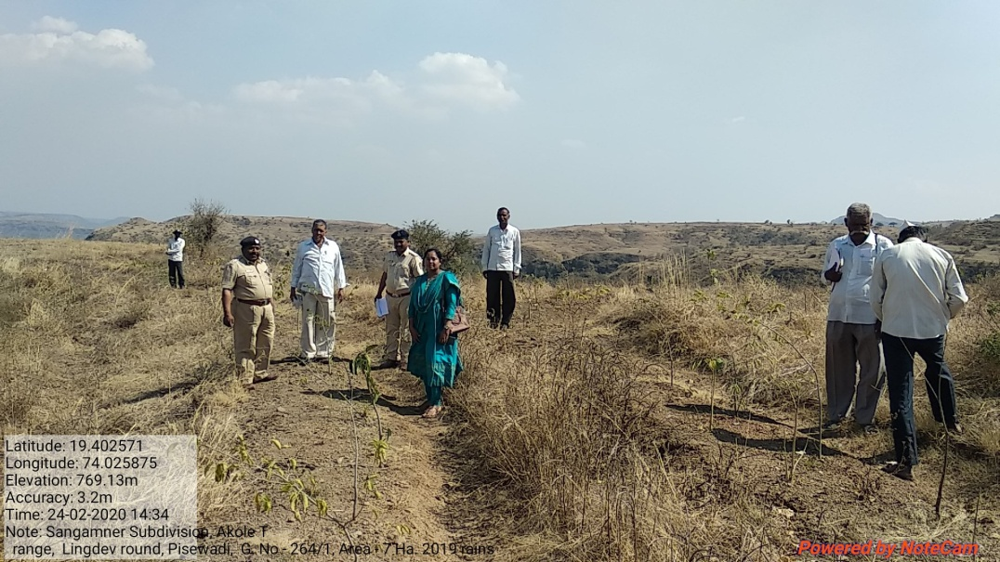 Latitude: 19.402571
Longitude: 74.025875
Elevation: 769.13m
Accuracy: 3.2m
Time: 24-02-2020 14:34
Note: Sangamner Subdivision, Akole T
range, Lingdev round, Pisewadi, G. No - 264/1, Area - 7 Ha. 2019 rains
Powered by NoteCam